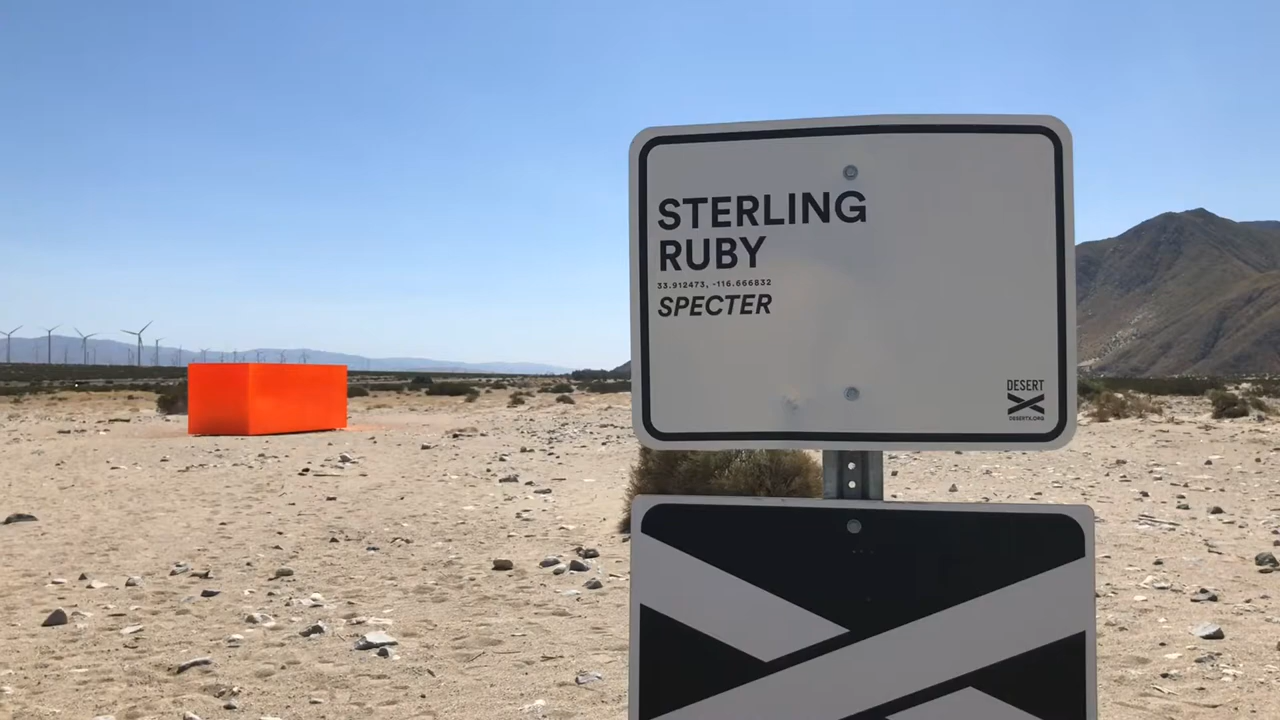 STERLING
RUBY
33.912473, -116.666832
SPECTER
DESERT
DESERTX.ORG